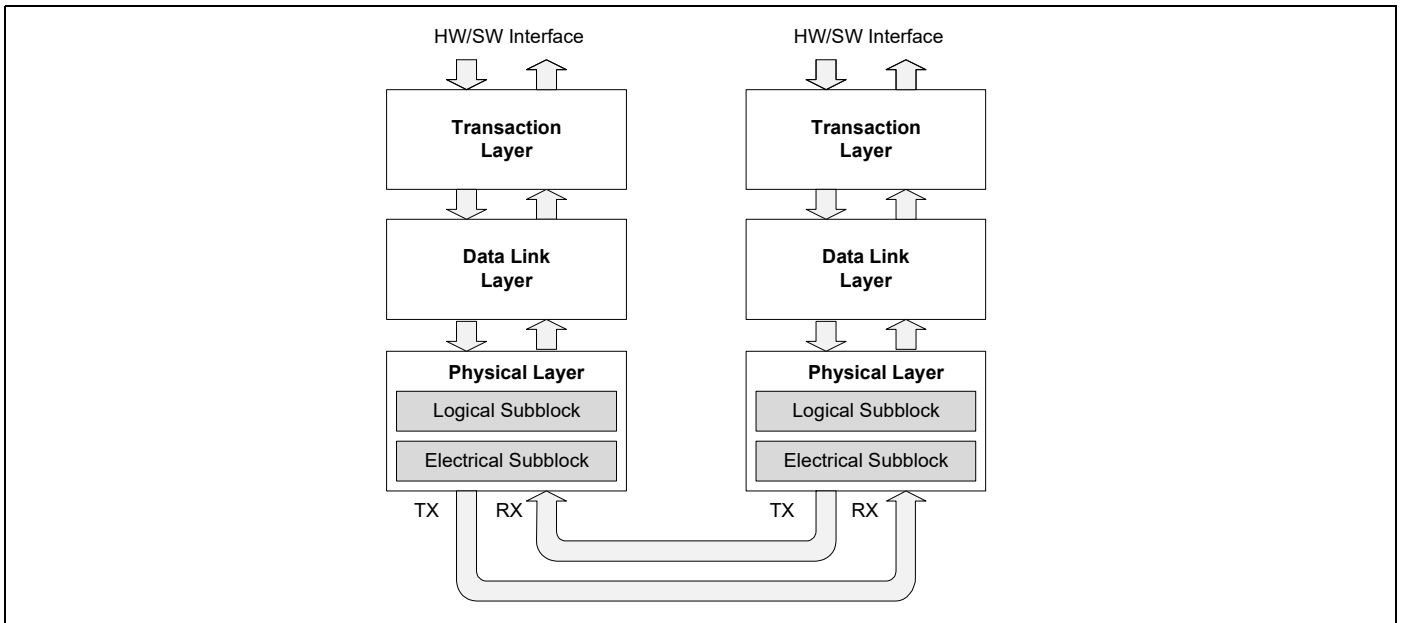 HW/SW Interface
HW/SW Interface
Transaction
Layer
Transaction
Layer
Data Link
Layer
Data Link
Layer
Physical Layer
Logical Subblock
Electrical Subblock
Physical Layer
Logical Subblock
Electrical Subblock
TX
RX
TX
RX